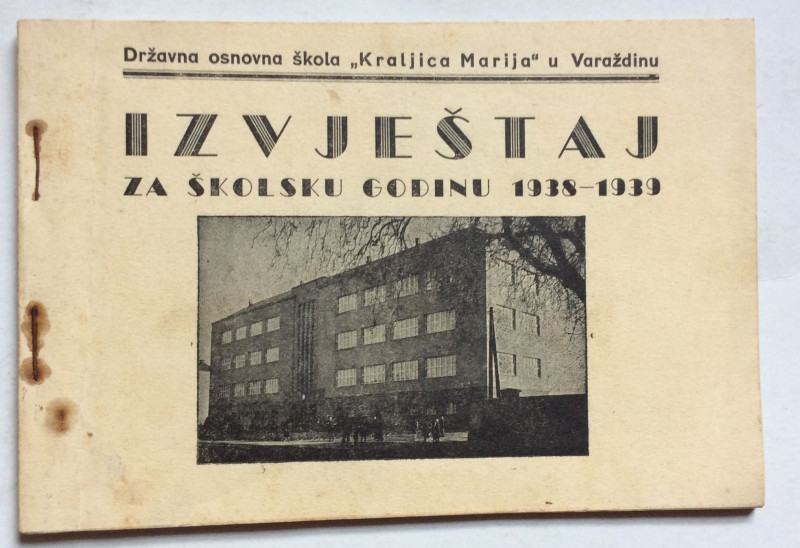 Državna osnovna škola „Kraljica Marija“ u Varaždinu
IZVJEŠTAJ
ZA ŠKOLSKU GODINU 1938–1939